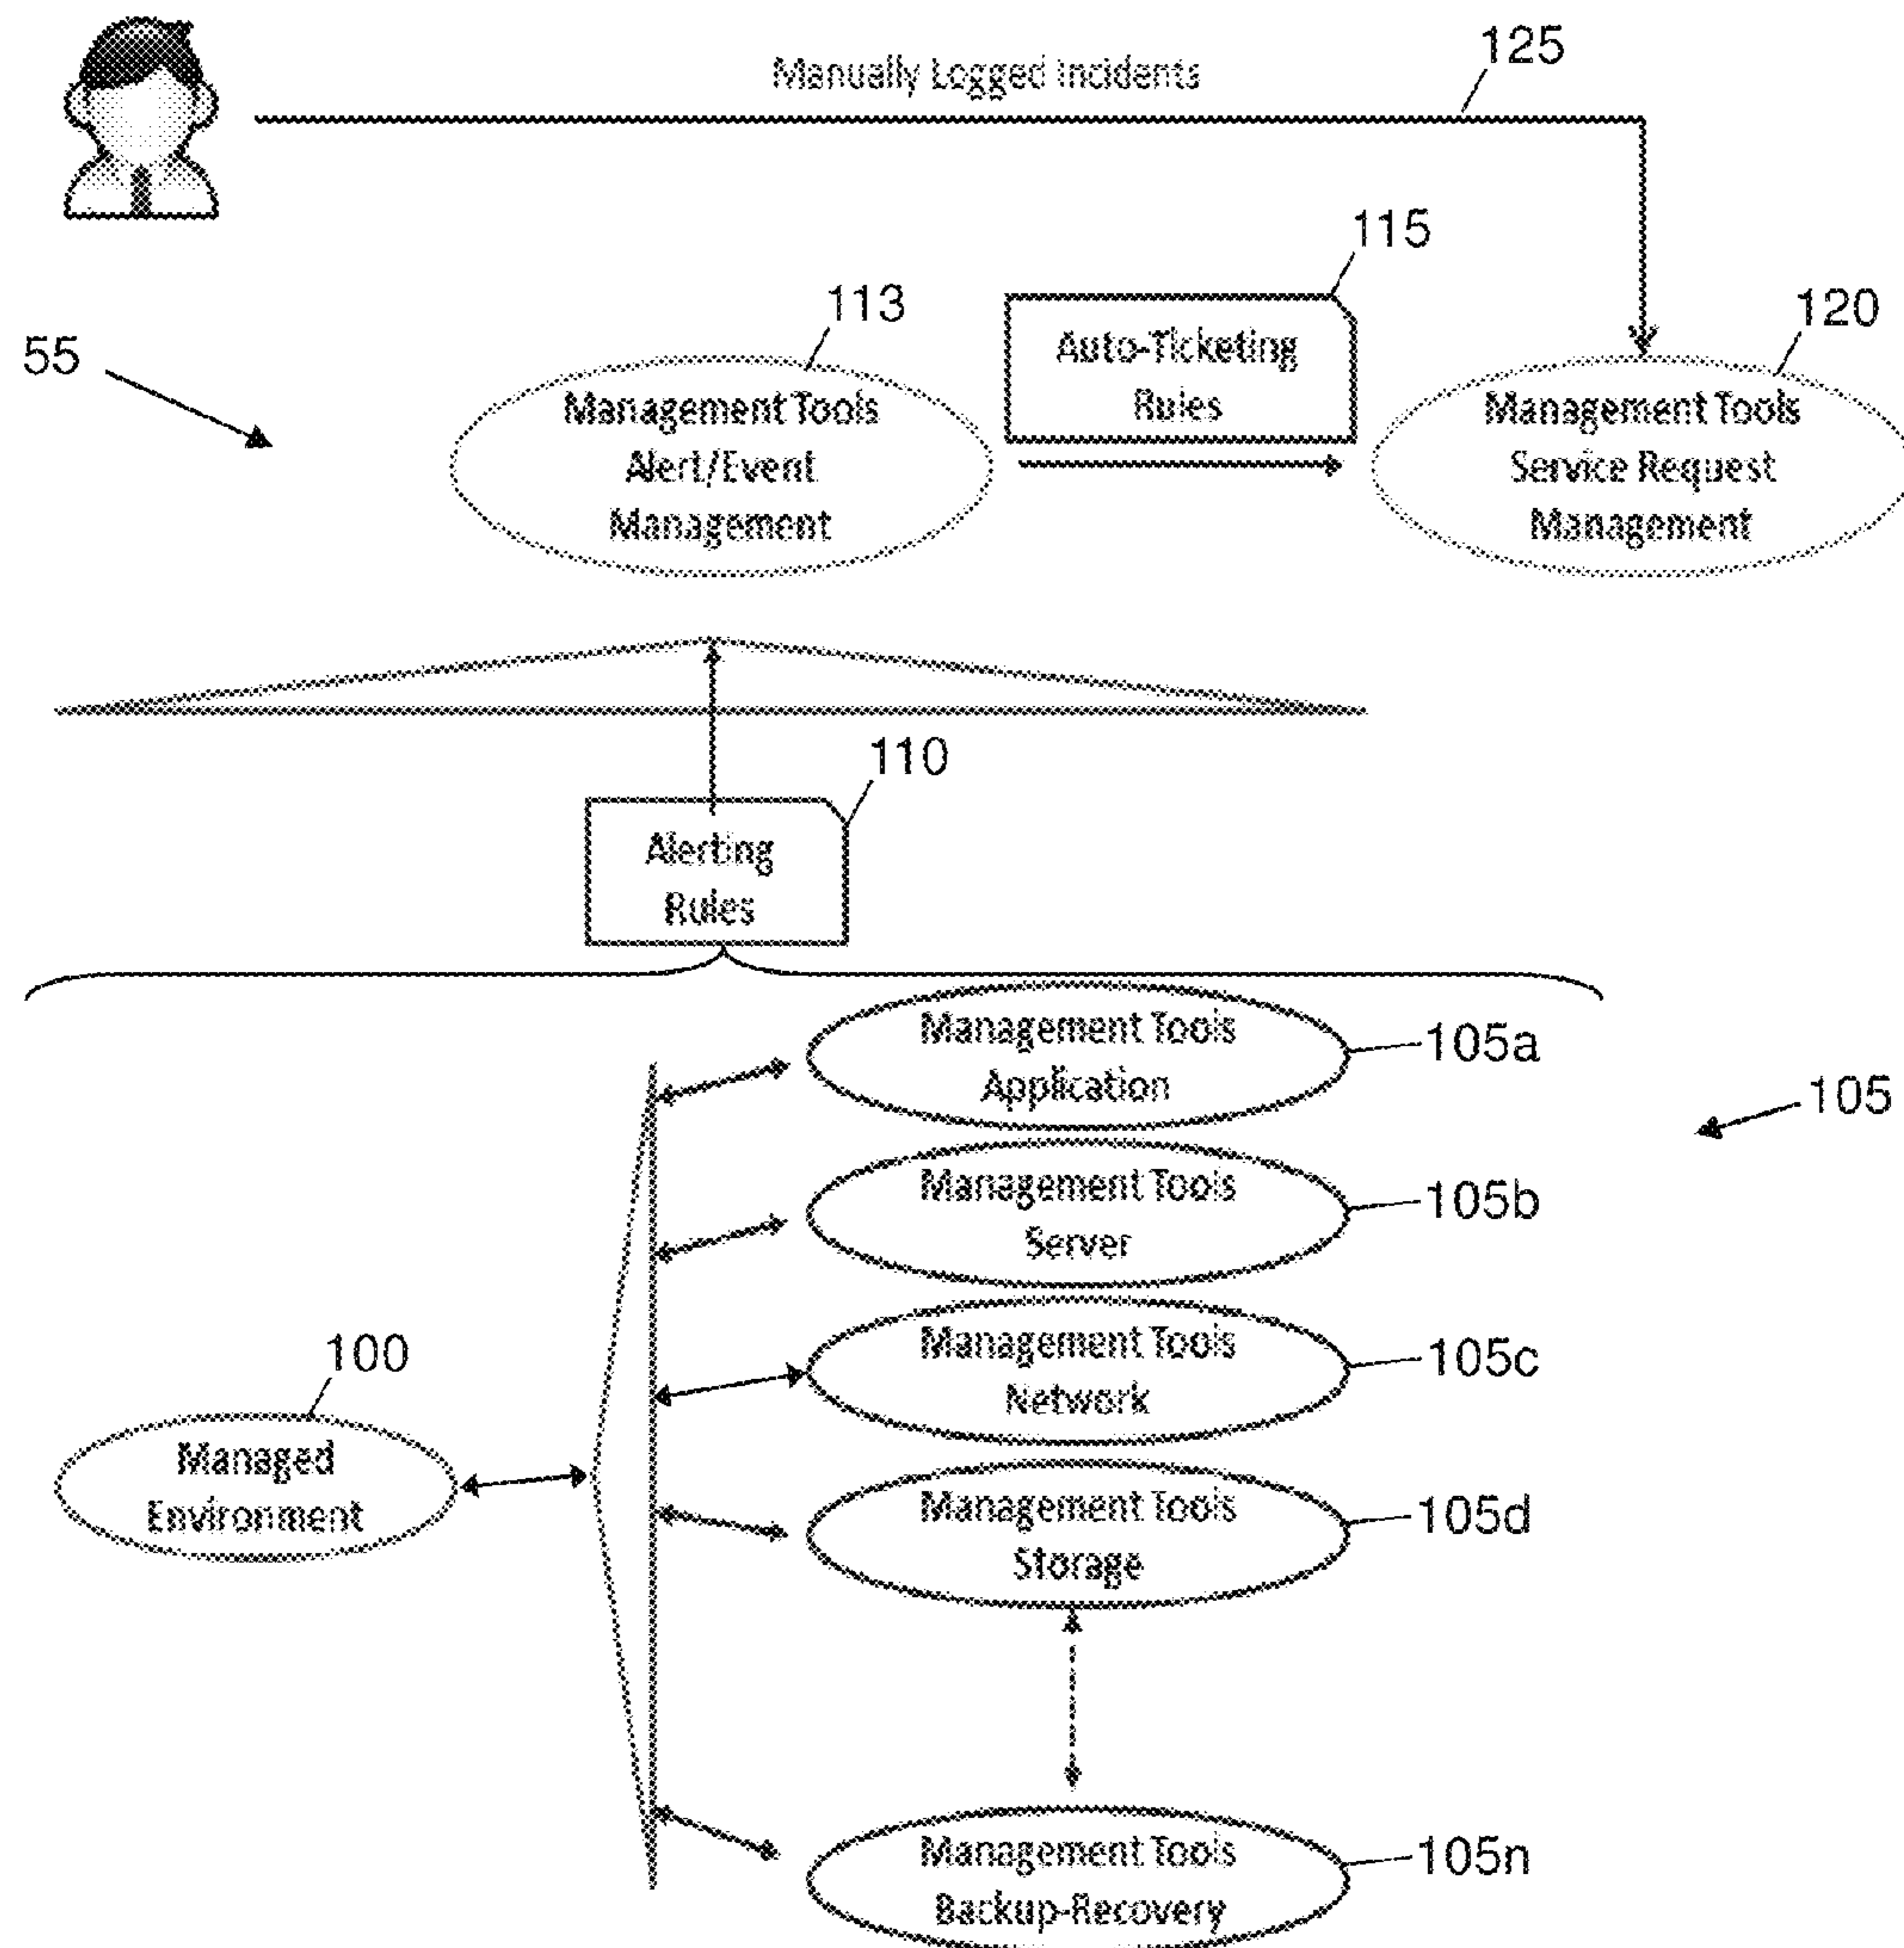 125
Manually Logged Incidents
115
113
120
55
Auto-Ticketing
Rules
Management Tools
Alert/Event
Management
Management Tools
Service Request
Management
110
Alerting
Rules
Management Tools
Application
105a
105
Management Tools
Server
105b
Management Tools
Network
105c
100
Managed
Environment
Management Tools
Storage
105d
Management Tools
Backup-Recovery
105n